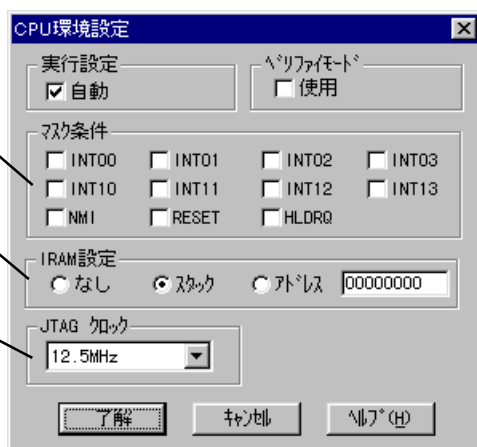 CPU環境設定
実行設定
自動
ﾍﾞﾘﾌｧｲﾓｰﾄﾞ
使用
ﾏｽｸ条件
INT00 INT01 INT02 INT03
INT10 INT11 INT12 INT13
NMI RESET HLDRQ
IRAM設定
なし ｽﾀｯｸ ｱﾄﾞﾚｽ 00000000
JTAG ｸﾛｯｸ
12.5MHz
了解 ｷｬﾝｾﾙ ﾍﾙﾌﾟ(H)